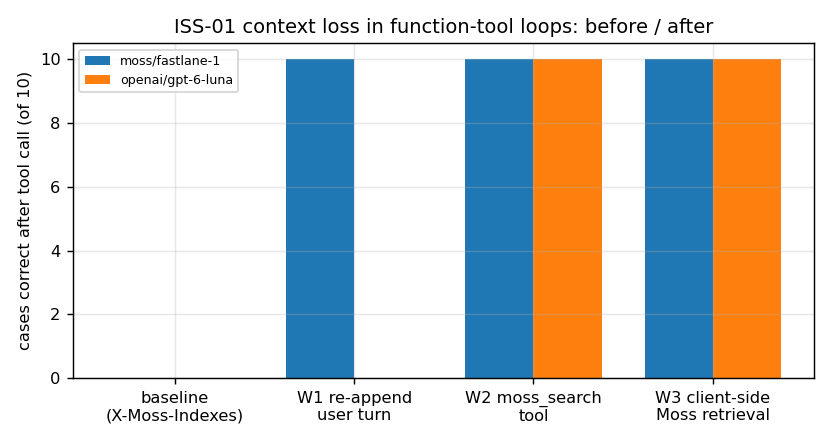 ISS-01 context loss in function-tool loops: before / after
cases correct after tool call (of 10)
10
8
6
4
2
0
moss/fastlane-1
openai/gpt-6-luna
baseline
(X-Moss-Indexes)
W1 re-append
user turn
W2 moss_search
tool
W3 client-side
Moss retrieval